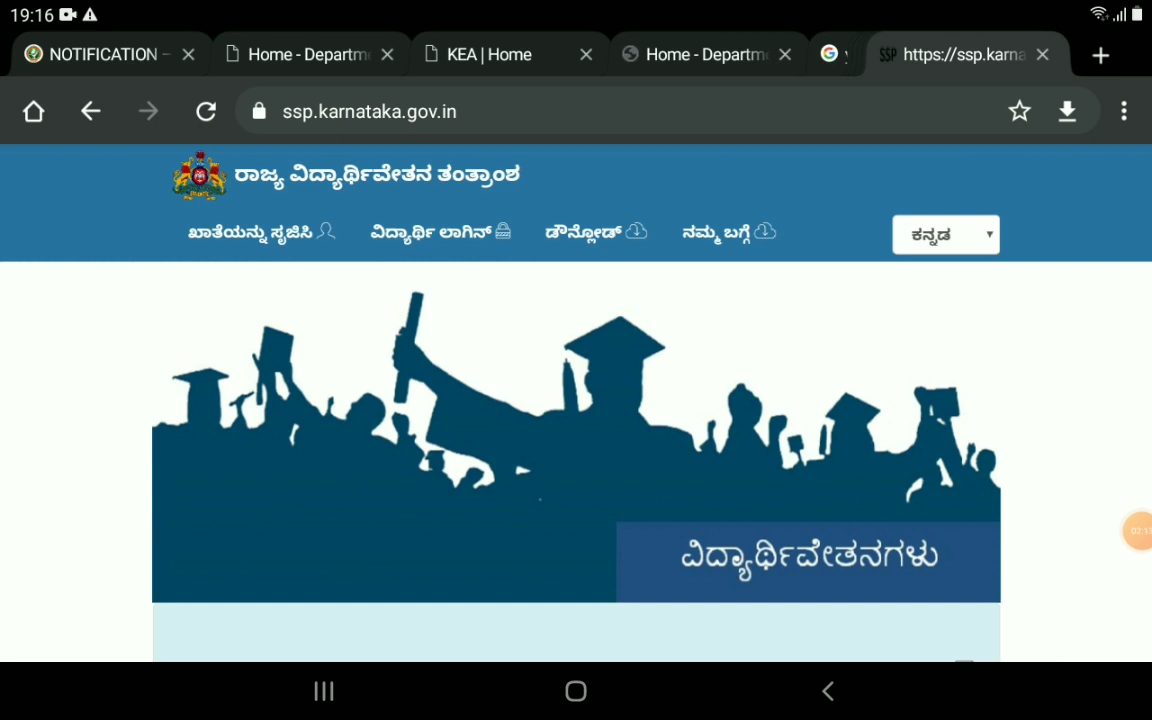 19:16
NOTIFICATION -
Home - Departm
KEA | Home
Home - Departm
SSP https://ssp.karna
ssp.karnataka.gov.in
ರಾಜ್ಯ ವಿದ್ಯಾರ್ಥಿವೇತನ ತಂತ್ರಾಂಶ
ಖಾತೆಯನ್ನು ಸೃಜಿಸಿ
ವಿದ್ಯಾರ್ಥಿ ಲಾಗಿನ್
ಡೌನ್ಲೋಡ್
ನಮ್ಮ ಬಗ್ಗೆ
ಕನ್ನಡ
ವಿದ್ಯಾರ್ಥಿವೇತನಗಳು